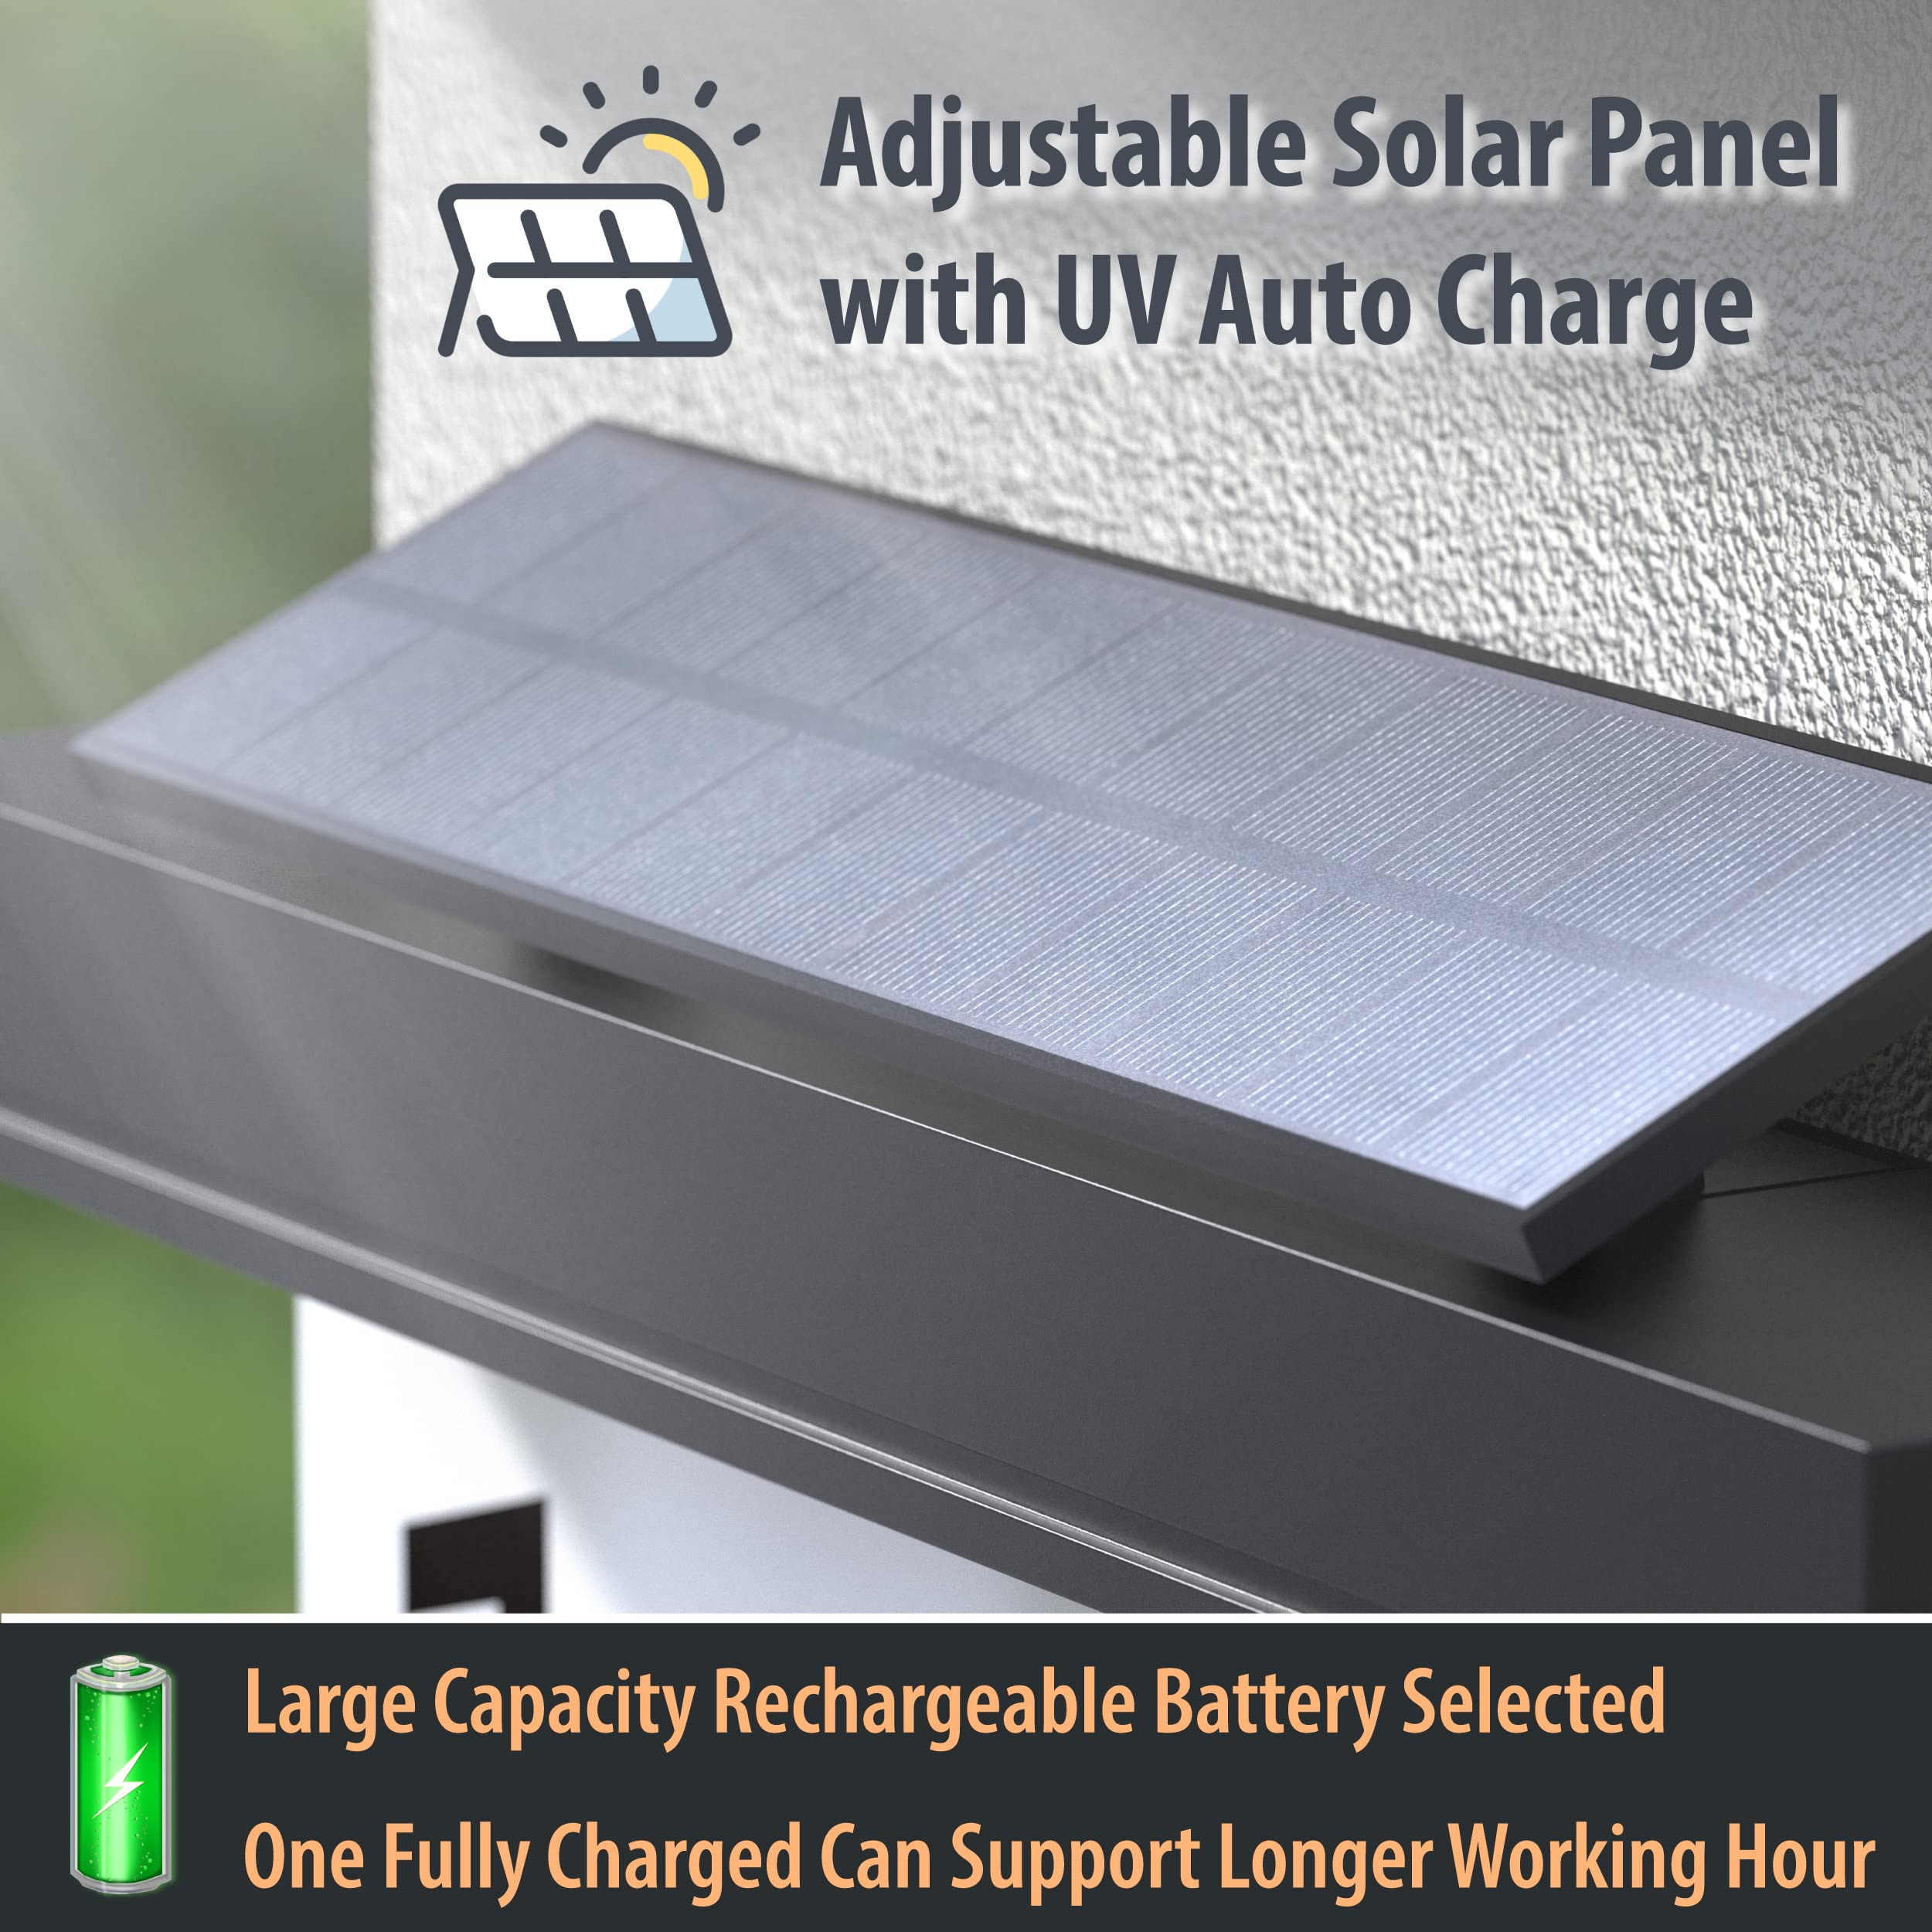 Adjustable Solar Panel
with UV Auto Charge
Large Capacity Rechargeable Battery Selected
One Fully Charged Can Support Longer Working Hour